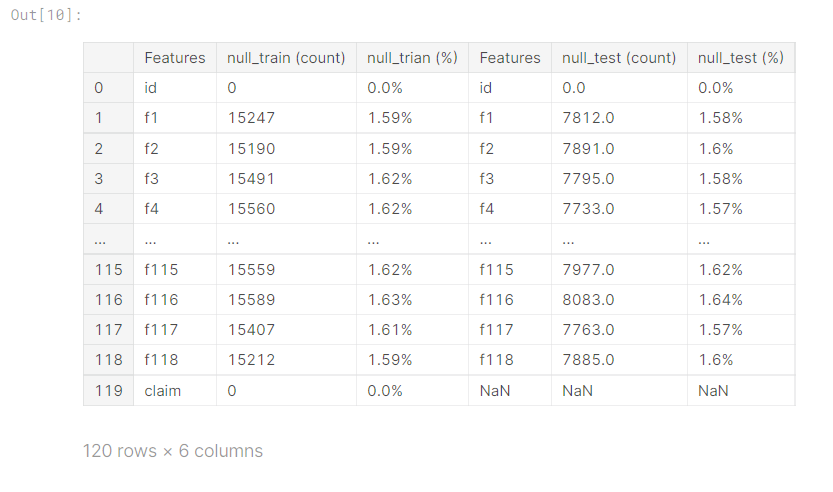 Out[10]:
Features null_train (count) null_trian (%) Features null_test (count) null_test (%)
0 id 0 0.0% id 0.0 0.0%
1 f1 15247 1.59% f1 7812.0 1.58%
2 f2 15190 1.59% f2 7891.0 1.6%
3 f3 15491 1.62% f3 7795.0 1.58%
4 f4 15560 1.62% f4 7733.0 1.57%
... ... ... ... ... ... ...
115 f115 15559 1.62% f115 7977.0 1.62%
116 f116 15589 1.63% f116 8083.0 1.64%
117 f117 15407 1.61% f117 7763.0 1.57%
118 f118 15212 1.59% f118 7885.0 1.6%
119 claim 0 0.0% NaN NaN NaN
120 rows × 6 columns